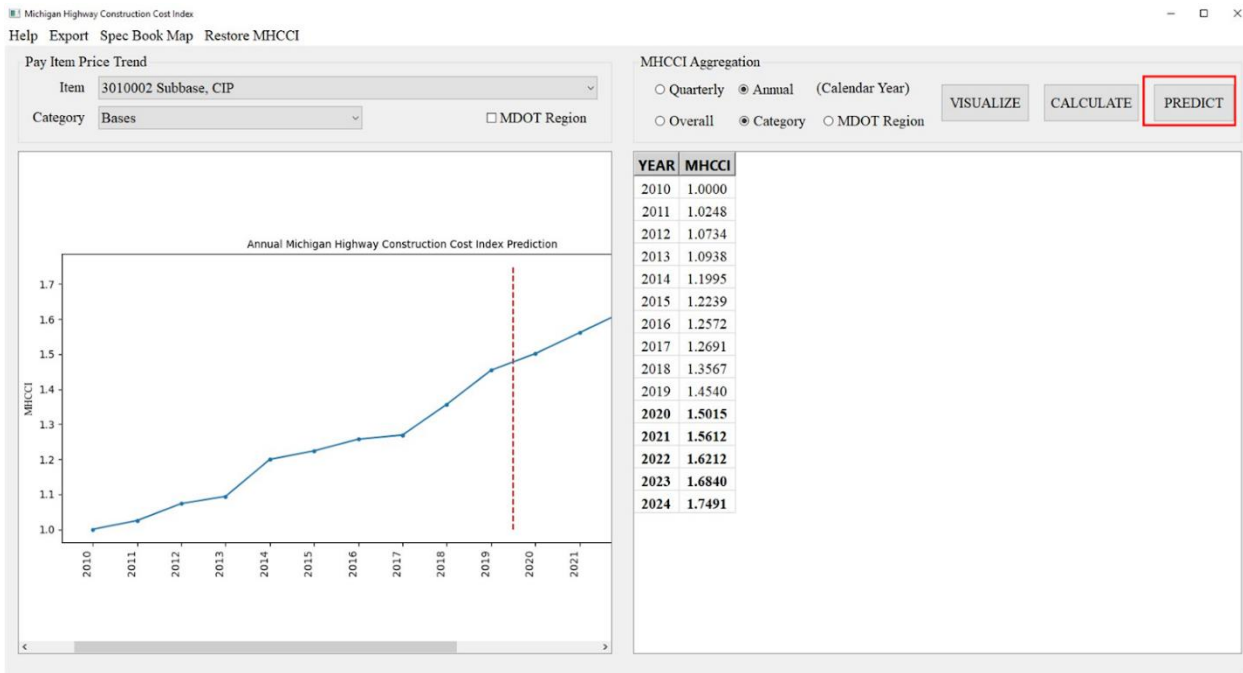 Michigan Highway Construction Cost Index
Help Export Spec Book Map Restore MHCCI
Pay Item Price Trend
Item 3010002 Subbase, CIP
Category Bases MDOT Region
MHCCI Aggregation
Quarterly Annual (Calendar Year)
Overall Category MDOT Region
VISUALIZE CALCULATE PREDICT
Annual Michigan Highway Construction Cost Index Prediction
MHCCI
1.7
1.6
1.5
1.4
1.3
1.2
1.1
1.0
2010 2011 2012 2013 2014 2015 2016 2017 2018 2019 2020 2021
YEAR MHCCI
2010 1.0000
2011 1.0248
2012 1.0734
2013 1.0938
2014 1.1995
2015 1.2239
2016 1.2572
2017 1.2691
2018 1.3567
2019 1.4540
2020 1.5015
2021 1.5612
2022 1.6212
2023 1.6840
2024 1.7491